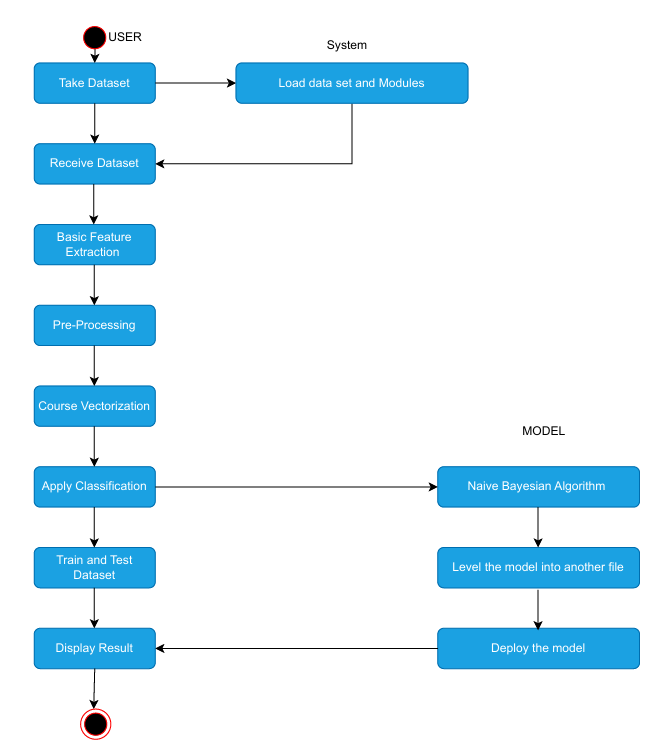 USER
System
Take Dataset
Load data set and Modules
Receive Dataset
Basic Feature
Extraction
Pre-Processing
Course Vectorization
MODEL
Apply Classification
Naive Bayesian Algorithm
Train and Test
Dataset
Level the model into another file
Display Result
Deploy the model